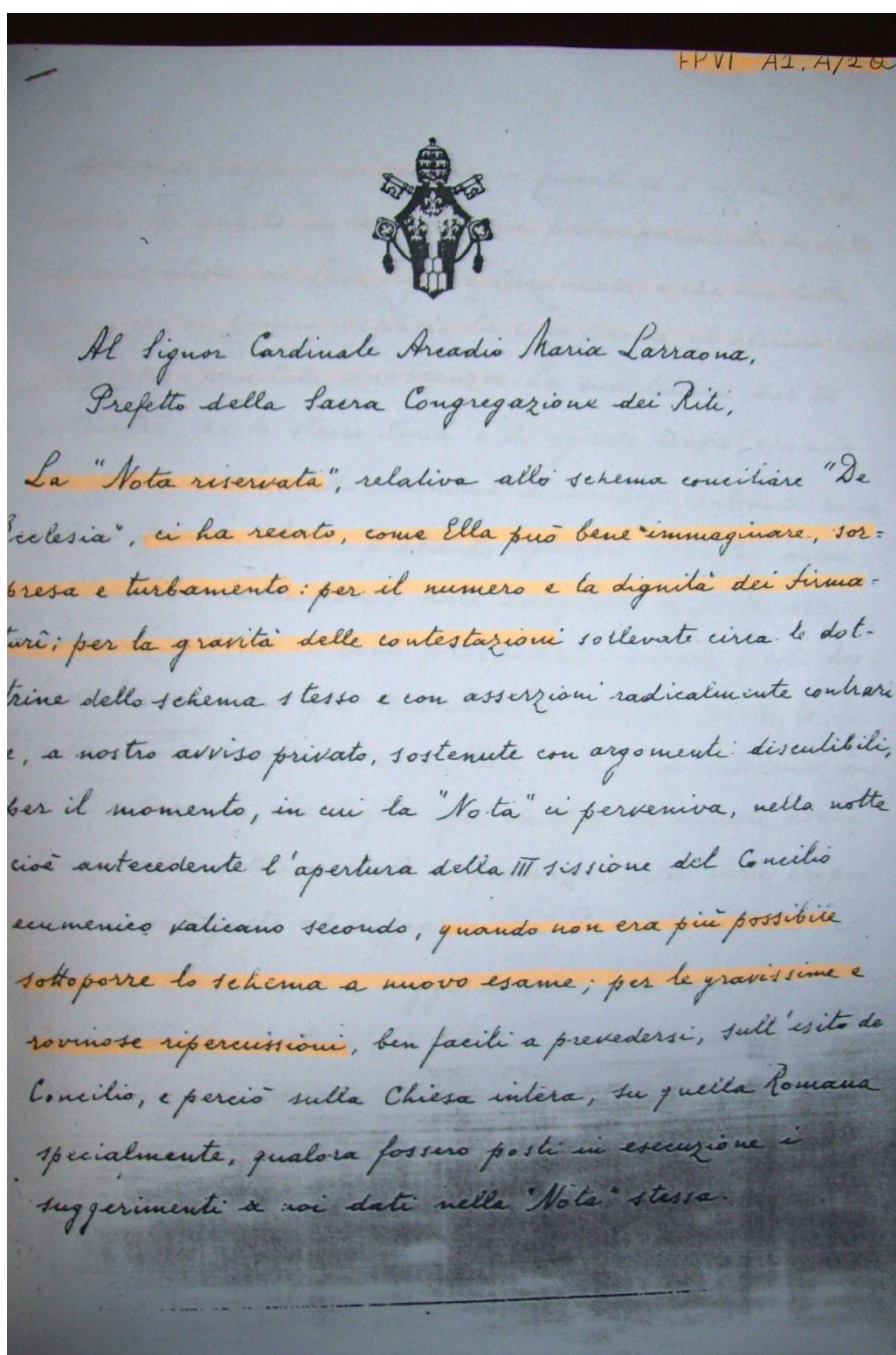 FPVI A1.A/1Q
Al Signor Cardinale Arcadio Maria Larraona,
Prefetto della Sacra Congregazione dei Riti,
La "Nota riservata", relativa allo schema conciliare "De
cclesia", ci ha recato, come Ella può bene immaginare, sor=
presa e turbamento: per il numero e la dignità dei firma=
tari; per la gravità delle contestazioni sollevate circa le dot-
trine dello schema stesso e con asserzioni radicalmente contrari
e, a nostro avviso privato, sostenute con argomenti discutibili,
per il momento, in cui la "Nota" ci perveniva, nella notte
cioè antecedente l'apertura della III sessione del Concilio
ecumenico vaticano secondo, quando non era più possibile
sottoporre lo schema a nuovo esame; per le gravissime e
rovinose ripercussioni, ben facili a prevedersi, sull'esito de
Concilio, e perciò sulla Chiesa intera, su quella Romana
specialmente, qualora fossero posti in esecuzione i
suggerimenti a noi dati nella "Nota" stessa.